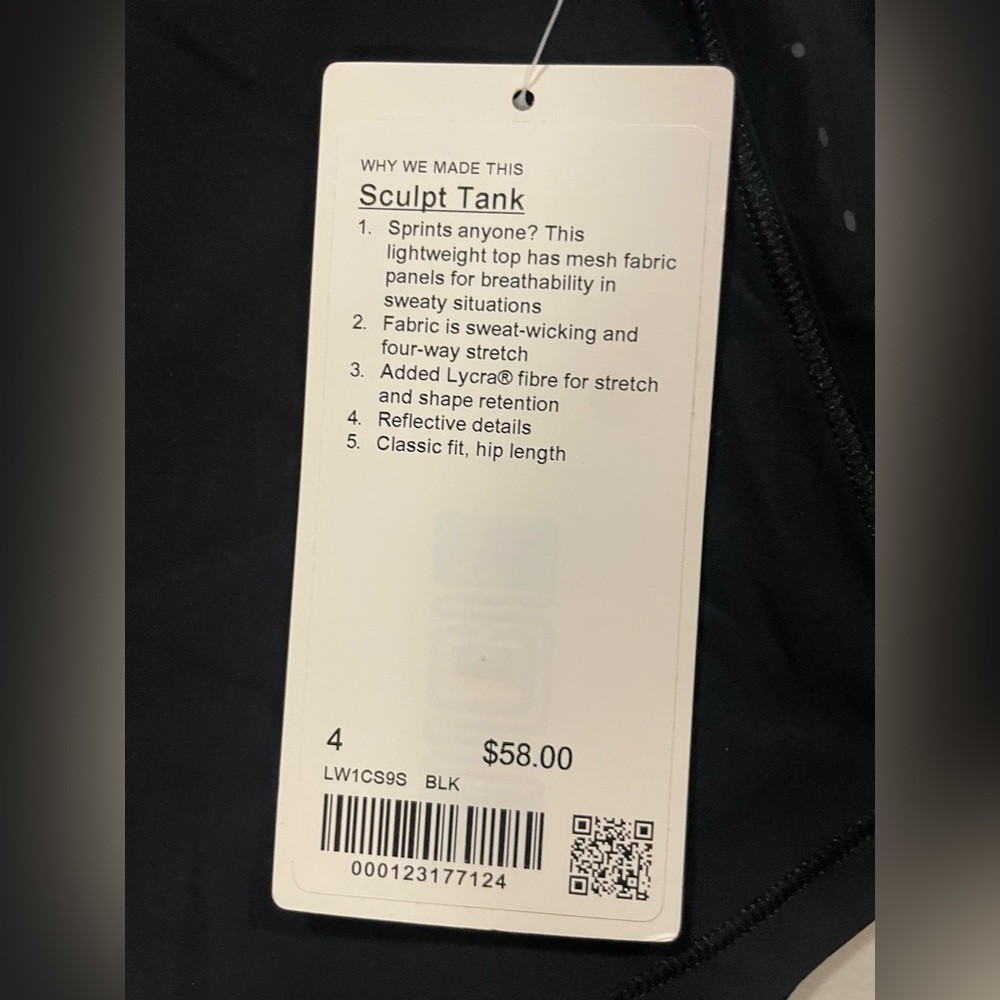 WHY WE MADE THIS
Sculpt Tank
1. Sprints anyone? This
lightweight top has mesh fabric
panels for breathability in
sweaty situations
2. Fabric is sweat-wicking and
four-way stretch
3. Added Lycra® fibre for stretch
and shape retention
4. Reflective details
5. Classic fit, hip length
4 $58.00
LW1CS9S BLK
000123177124